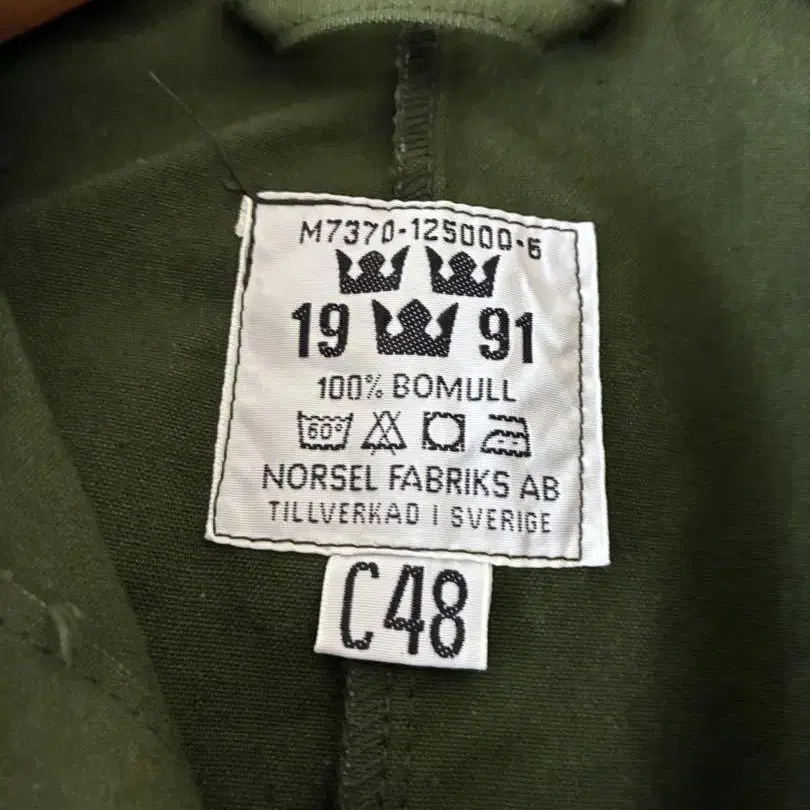 M7370-125000-6
19 91
100% BOMULL
60°
NORSEL FABRIKS AB
TILLVERKAD I SVERIGE
C48